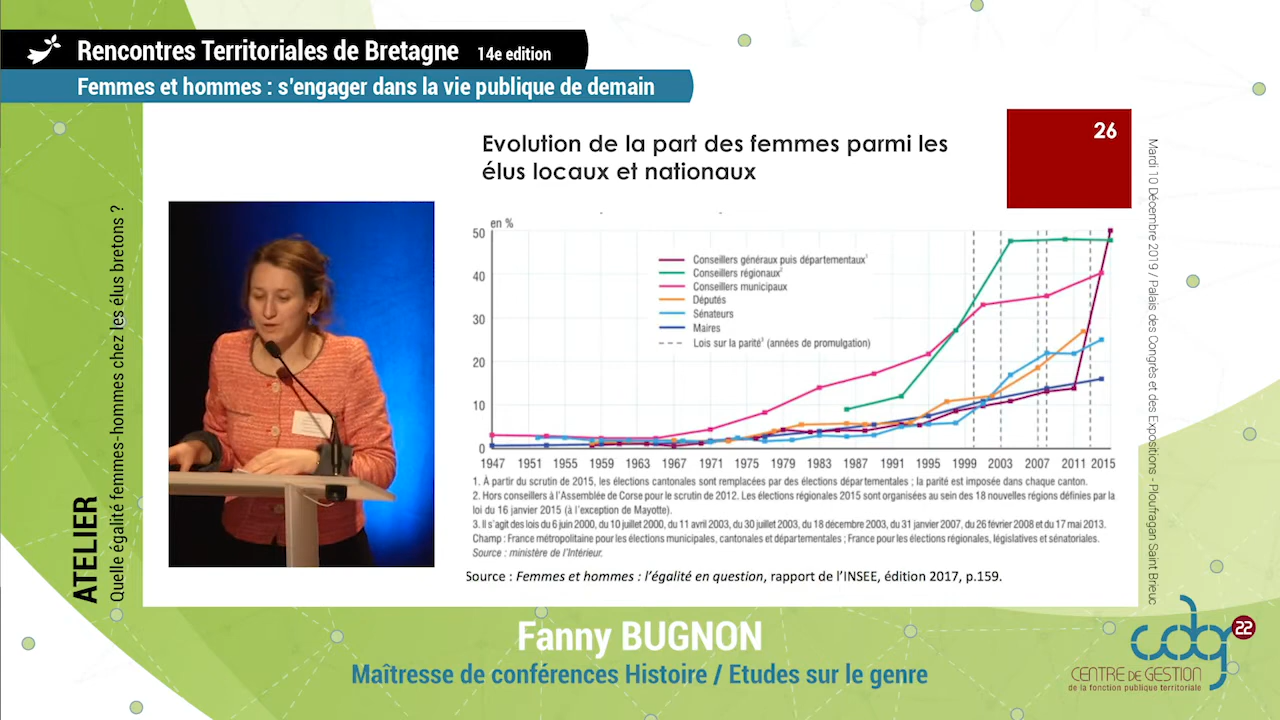 Rencontres Territoriales de Bretagne 14e edition
Femmes et hommes : s'engager dans la vie publique de demain
ATELIER
Quelle égalité femmes-hommes chez les élus bretons ?
Evolution de la part des femmes parmi les
élus locaux et nationaux
26
Mardi 10 Décembre 2019 / Palais des Congrès et des Expositions - Ploufragan Saint Brieuc
en %
50
40
30
20
10
0
Conseillers généraux puis départementaux¹
Conseillers régionaux²
Conseillers municipaux
Députés
Sénateurs
Maires
Lois sur la parité³ (années de promulgation)
1947 1951 1955 1959 1963 1967 1971 1975 1979 1983 1987 1991 1995 1999 2003 2007 2011 2015
1. À partir du scrutin de 2015, les élections cantonales sont remplacées par des élections départementales ; la parité est imposée dans chaque canton.
2. Hors conseillers à l'Assemblée de Corse pour le scrutin de 2012. Les élections régionales 2015 sont organisées au sein des 18 nouvelles régions définies par la
loi du 16 janvier 2015 (à l'exception de Mayotte).
3. Il s'agit des lois du 6 juin 2000, du 10 juillet 2000, du 11 avril 2003, du 30 juillet 2003, du 18 décembre 2003, du 31 janvier 2007, du 26 février 2008 et du 17 mai 2013.
Champ : France métropolitaine pour les élections municipales, cantonales et départementales ; France pour les élections régionales, législatives et sénatoriales.
Source : ministère de l'Intérieur.
Source : Femmes et hommes : l'égalité en question, rapport de l'INSEE, édition 2017, p.159.
Fanny BUGNON
Maîtresse de conférences Histoire / Etudes sur le genre
cdg 22
CENTRE DE GESTION
de la fonction publique territoriale